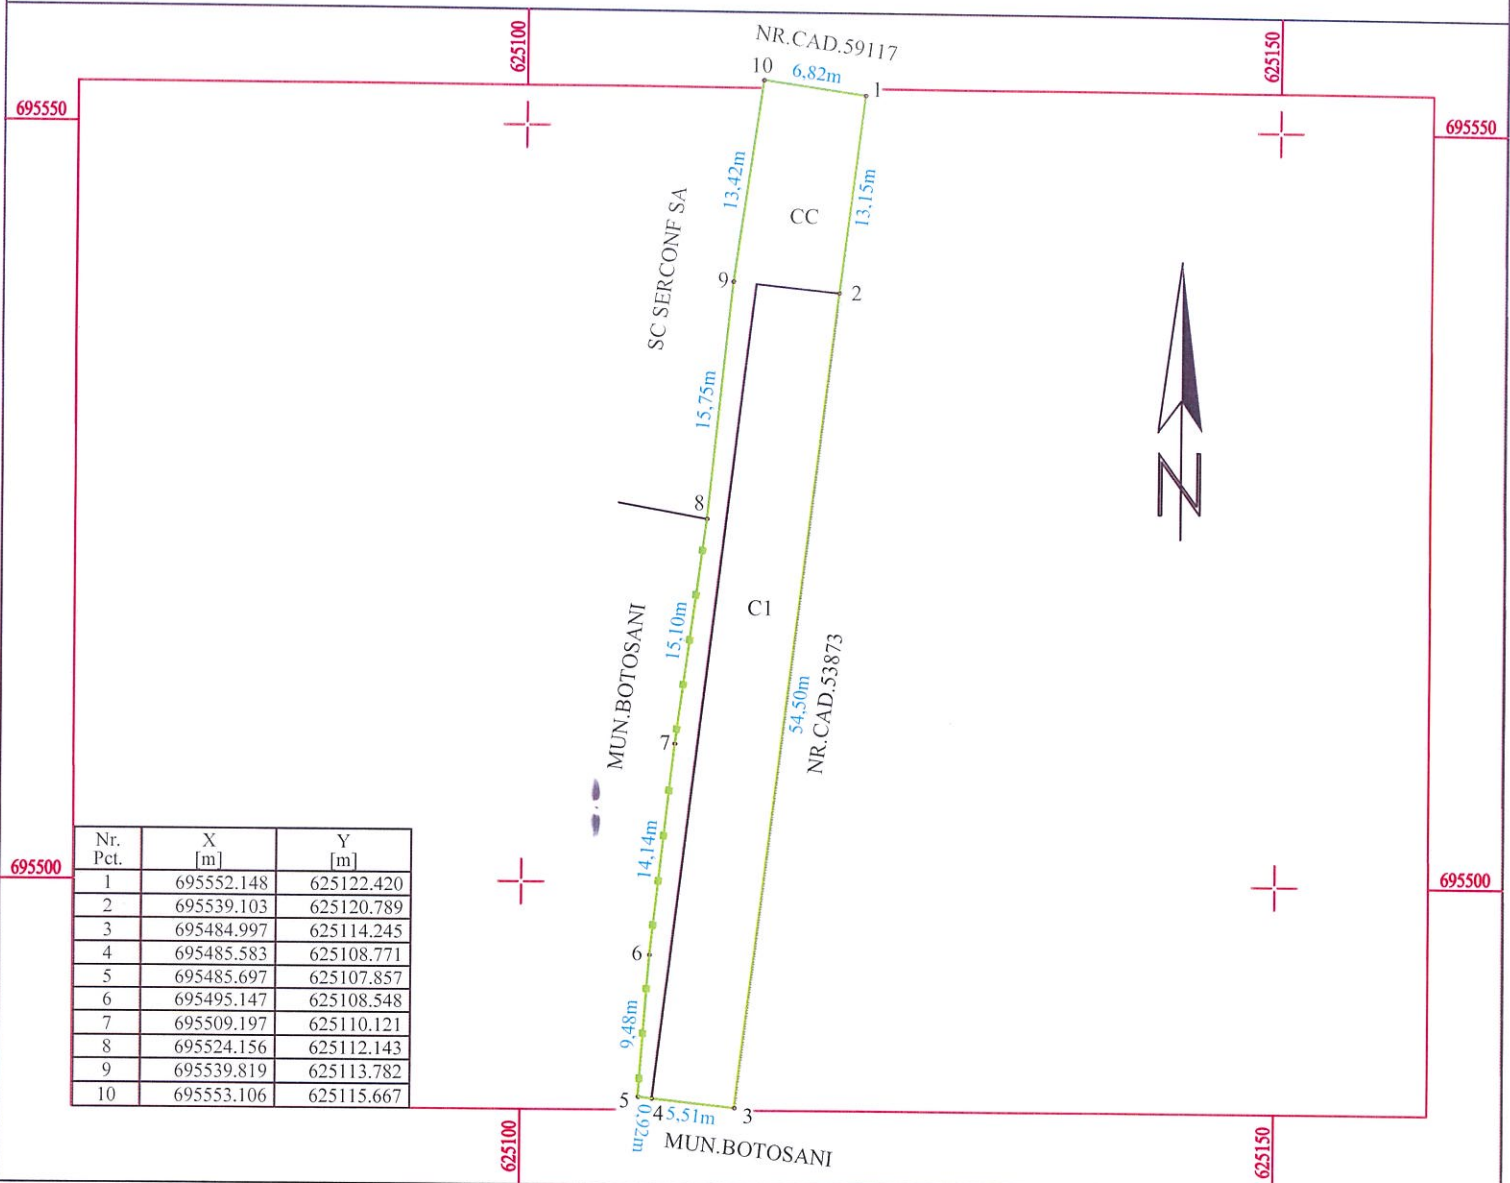 625100
625150
NR.CAD.59117
10
6,82m
1
695550
695550
13,42m
13,15m
CC
SC SERCONF SA
9
2
15,75m
N
8
C1
15,10m
MUN.BOTOSANI
NR.CAD.53873
54,50m
7
14,14m
695500
695500
6
9,48m
5
4
5,51m
3
0,92m
MUN.BOTOSANI
625100
625150
Nr. Pct. X [m] Y [m]
1 695552.148 625122.420
2 695539.103 625120.789
3 695484.997 625114.245
4 695485.583 625108.771
5 695485.697 625107.857
6 695495.147 625108.548
7 695509.197 625110.121
8 695524.156 625112.143
9 695539.819 625113.782
10 695553.106 625115.667